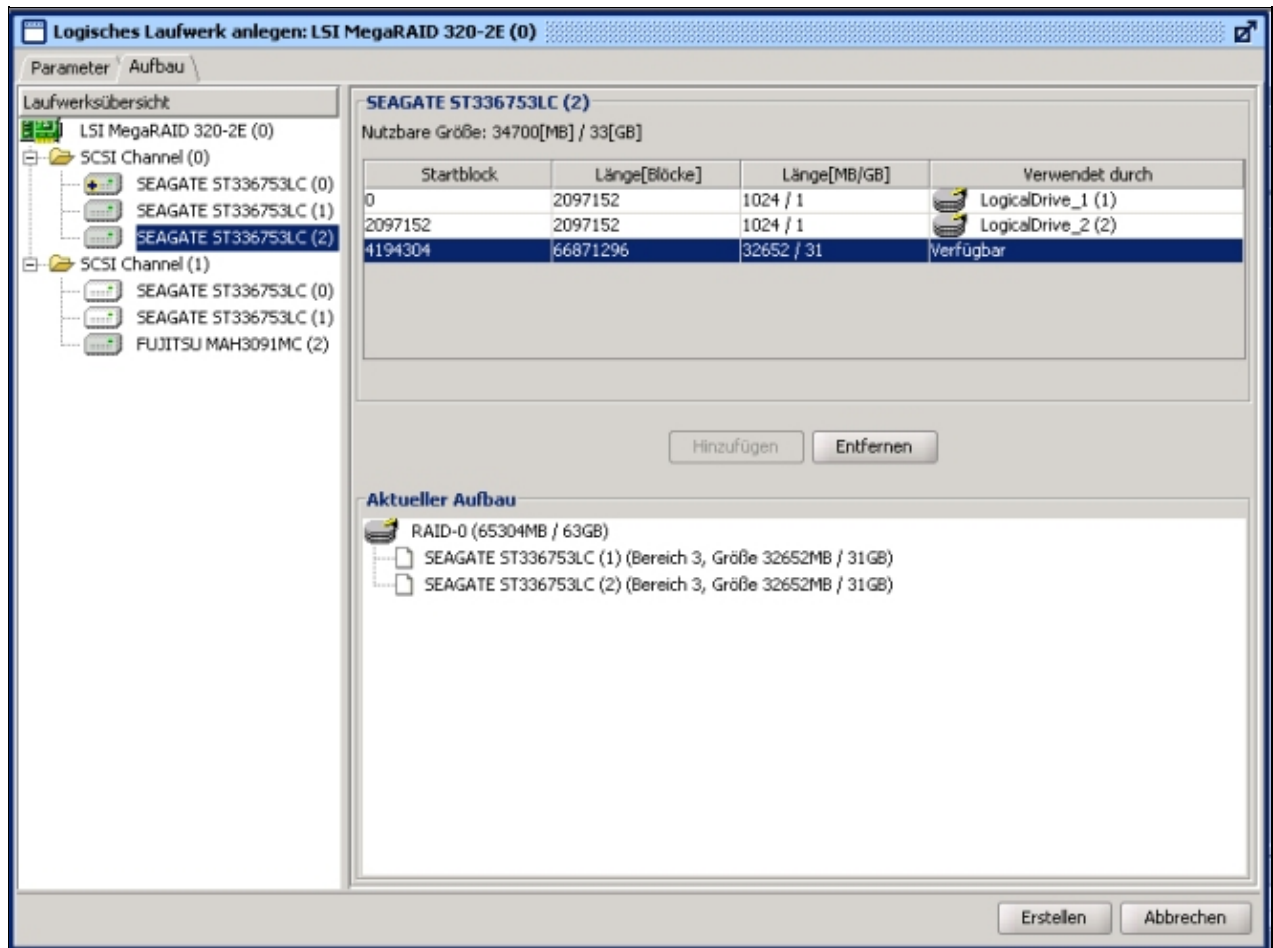 Logisches Laufwerk anlegen: LSI MegaRAID 320-2E (0)
Parameter Aufbau
Laufwerksübersicht
LSI MegaRAID 320-2E (0)
SCSI Channel (0)
SEAGATE ST336753LC (0)
SEAGATE ST336753LC (1)
SEAGATE ST336753LC (2)
SCSI Channel (1)
SEAGATE ST336753LC (0)
SEAGATE ST336753LC (1)
FUJITSU MAH3091MC (2)
SEAGATE ST336753LC (2)
Nutzbare Größe: 34700[MB] / 33[GB]
Startblock Länge[Blöcke] Länge[MB/GB] Verwendet durch
0 2097152 1024 / 1 LogicalDrive_1 (1)
2097152 2097152 1024 / 1 LogicalDrive_2 (2)
4194304 66871296 32652 / 31 Verfügbar
Hinzufügen Entfernen
Aktueller Aufbau
RAID-0 (65304MB / 63GB)
SEAGATE ST336753LC (1) (Bereich 3, Größe 32652MB / 31GB)
SEAGATE ST336753LC (2) (Bereich 3, Größe 32652MB / 31GB)
Erstellen Abbrechen